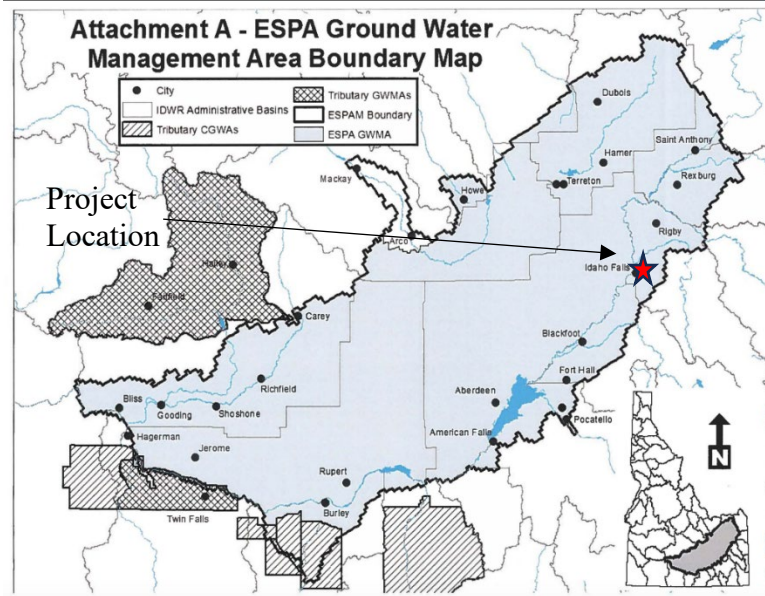 Attachment A - ESPA Ground Water
Management Area Boundary Map
City
IDWR Administrative Basins
Tributary CGWAs
Tributary GWMAs
ESPAM Boundary
ESPA GWMA
Dubois
Hamer
Saint Anthony
Terreton
Rexburg
Mackay
Howe
Project
Location
Rigby
Arco
Idaho Falls
Hailey
Fairfield
Carey
Blackfoot
Fort Hall
Richfield
Aberdeen
Bliss
Gooding
Shoshone
Pocatello
Hagerman
American Falls
Jerome
N
Rupert
Twin Falls
Burley